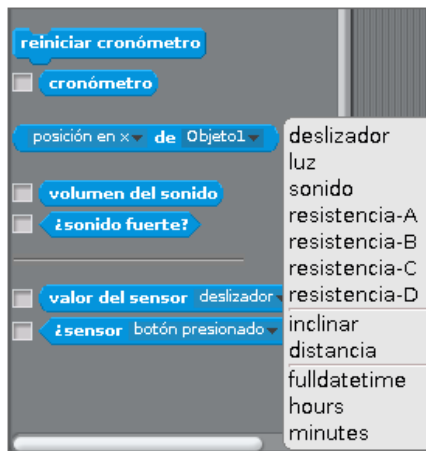 reiniciar cronómetro
cronómetro
posición en x de Objeto1
volumen del sonido
¿sonido fuerte?
valor del sensor deslizador
¿sensor botón presionado
deslizador
luz
sonido
resistencia-A
resistencia-B
resistencia-C
resistencia-D
inclinar
distancia
fulldatetime
hours
minutes